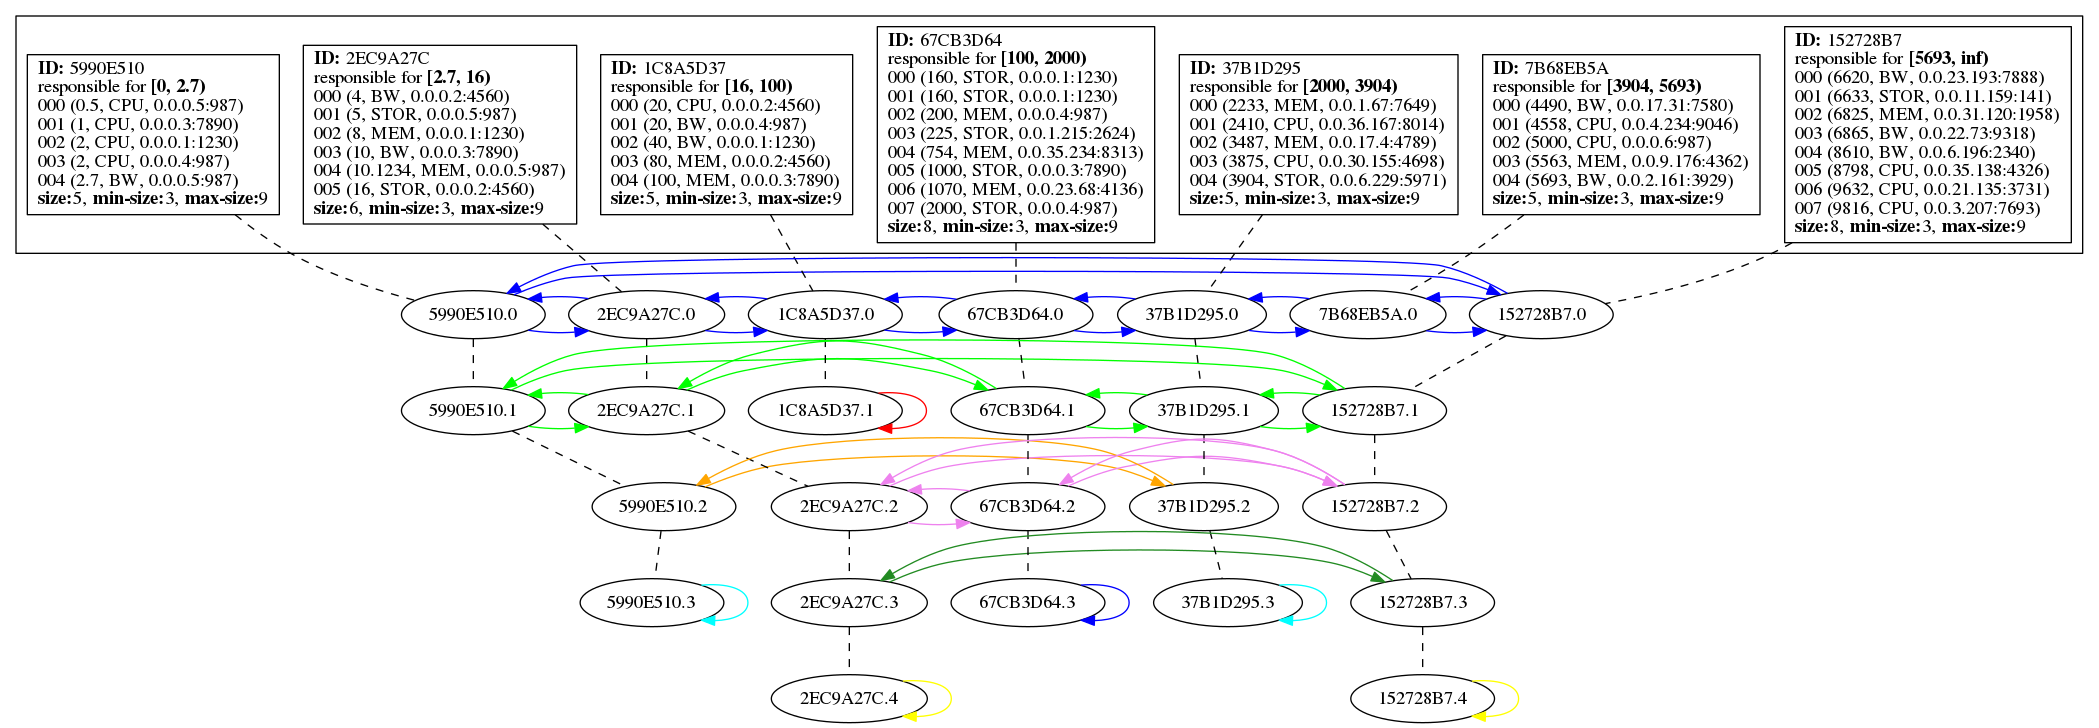 ID: 5990E510
responsible for [0, 2.7)
000 (0.5, CPU, 0.0.0.5:987)
001 (1, CPU, 0.0.0.3:7890)
002 (2, CPU, 0.0.0.1:1230)
003 (2, CPU, 0.0.0.4:987)
004 (2.7, BW, 0.0.0.5:987)
size:5, min-size:3, max-size:9
ID: 2EC9A27C
responsible for [2.7, 16)
000 (4, BW, 0.0.0.2:4560)
001 (5, STOR, 0.0.0.5:987)
002 (8, MEM, 0.0.0.1:1230)
003 (10, BW, 0.0.0.3:7890)
004 (10.1234, MEM, 0.0.0.5:987)
005 (16, STOR, 0.0.0.2:4560)
size:6, min-size:3, max-size:9
ID: 1C8A5D37
responsible for [16, 100)
000 (20, CPU, 0.0.0.2:4560)
001 (20, BW, 0.0.0.4:987)
002 (40, BW, 0.0.0.1:1230)
003 (80, MEM, 0.0.0.2:4560)
004 (100, MEM, 0.0.0.3:7890)
size:5, min-size:3, max-size:9
ID: 67CB3D64
responsible for [100, 2000)
000 (160, STOR, 0.0.0.1:1230)
001 (160, STOR, 0.0.0.1:1230)
002 (200, MEM, 0.0.0.4:987)
003 (225, STOR, 0.0.1.215:2624)
004 (754, MEM, 0.0.35.234:8313)
005 (1000, STOR, 0.0.0.3:7890)
006 (1070, MEM, 0.0.23.68:4136)
007 (2000, STOR, 0.0.0.4:987)
size:8, min-size:3, max-size:9
ID: 37B1D295
responsible for [2000, 3904)
000 (2233, MEM, 0.0.1.67:7649)
001 (2410, CPU, 0.0.36.167:8014)
002 (3487, MEM, 0.0.17.4:4789)
003 (3875, CPU, 0.0.30.155:4698)
004 (3904, STOR, 0.0.6.229:5971)
size:5, min-size:3, max-size:9
ID: 7B68EB5A
responsible for [3904, 5693)
000 (4490, BW, 0.0.17.31:7580)
001 (4558, CPU, 0.0.4.234:9046)
002 (5000, CPU, 0.0.0.6:987)
003 (5563, MEM, 0.0.9.176:4362)
004 (5693, BW, 0.0.2.161:3929)
size:5, min-size:3, max-size:9
ID: 152728B7
responsible for [5693, inf)
000 (6620, BW, 0.0.23.193:7888)
001 (6633, STOR, 0.0.11.159:141)
002 (6825, MEM, 0.0.31.120:1958)
003 (6865, BW, 0.0.22.73:9318)
004 (8610, BW, 0.0.6.196:2340)
005 (8798, CPU, 0.0.35.138:4326)
006 (9632, CPU, 0.0.21.135:3731)
007 (9816, CPU, 0.0.3.207:7693)
size:8, min-size:3, max-size:9
5990E510.0
2EC9A27C.0
1C8A5D37.0
67CB3D64.0
37B1D295.0
7B68EB5A.0
152728B7.0
5990E510.1
2EC9A27C.1
1C8A5D37.1
67CB3D64.1
37B1D295.1
152728B7.1
5990E510.2
2EC9A27C.2
67CB3D64.2
37B1D295.2
152728B7.2
5990E510.3
2EC9A27C.3
67CB3D64.3
37B1D295.3
152728B7.3
2EC9A27C.4
152728B7.4